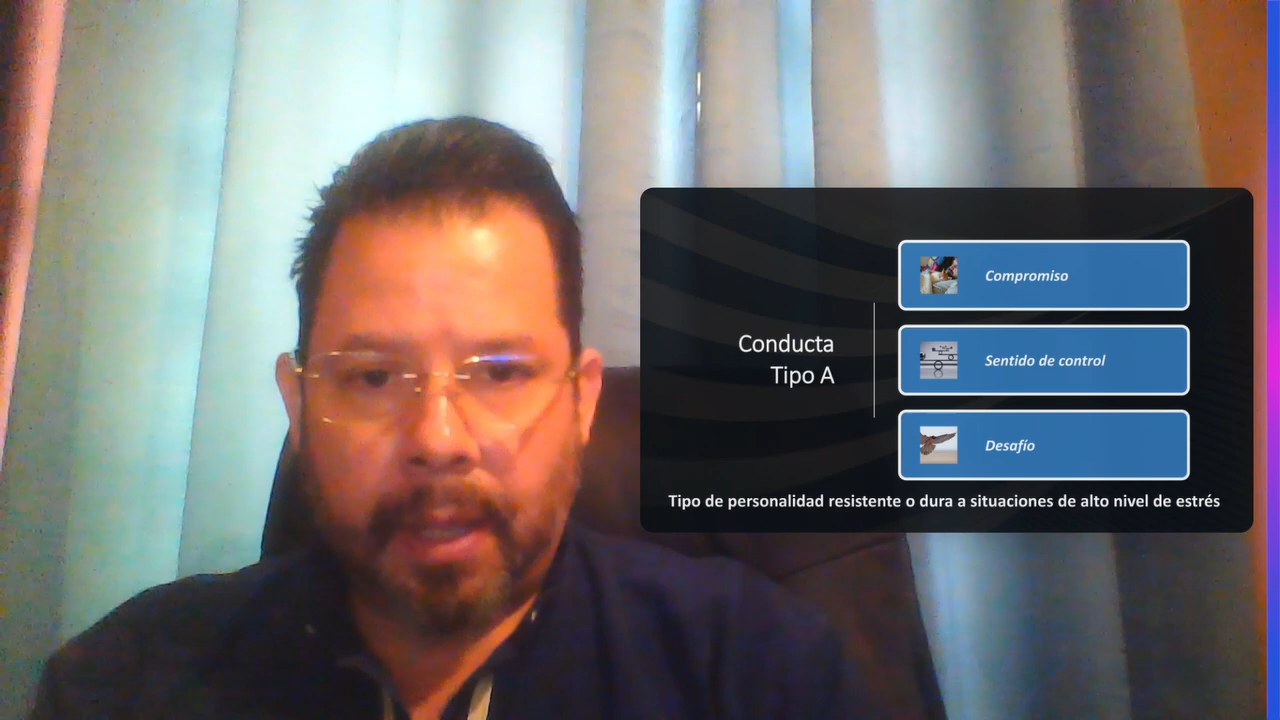 Conducta
Tipo A
Compromiso
Sentido de control
Desafío
Tipo de personalidad resistente o dura a situaciones de alto nivel de estrés